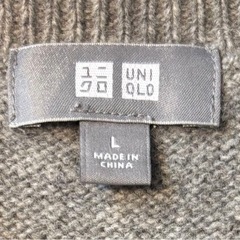 ユニ UNI
クロ QLO
L
MADE IN
CHINA